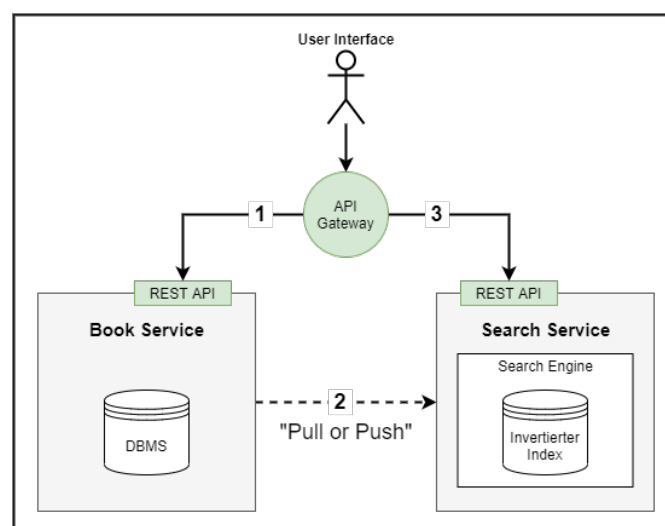 User Interface
API
Gateway
1
3
REST API
REST API
Book Service
Search Service
Search Engine
DBMS
2
"Pull or Push"
Invertierter
Index